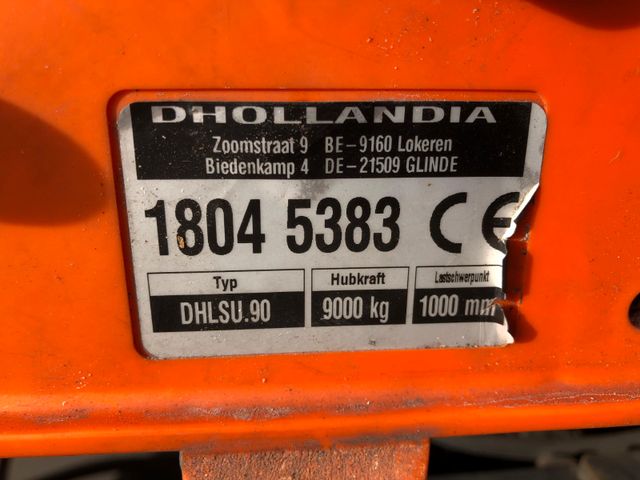 DHOLLANDIA
Zoomstraat 9 BE-9160 Lokeren
Biedenkamp 4 DE-21509 GLINDE
1804 5383 CE
Typ Hubkraft Lastschwerpunkt
DHLSU.90 9000 kg 1000 mm